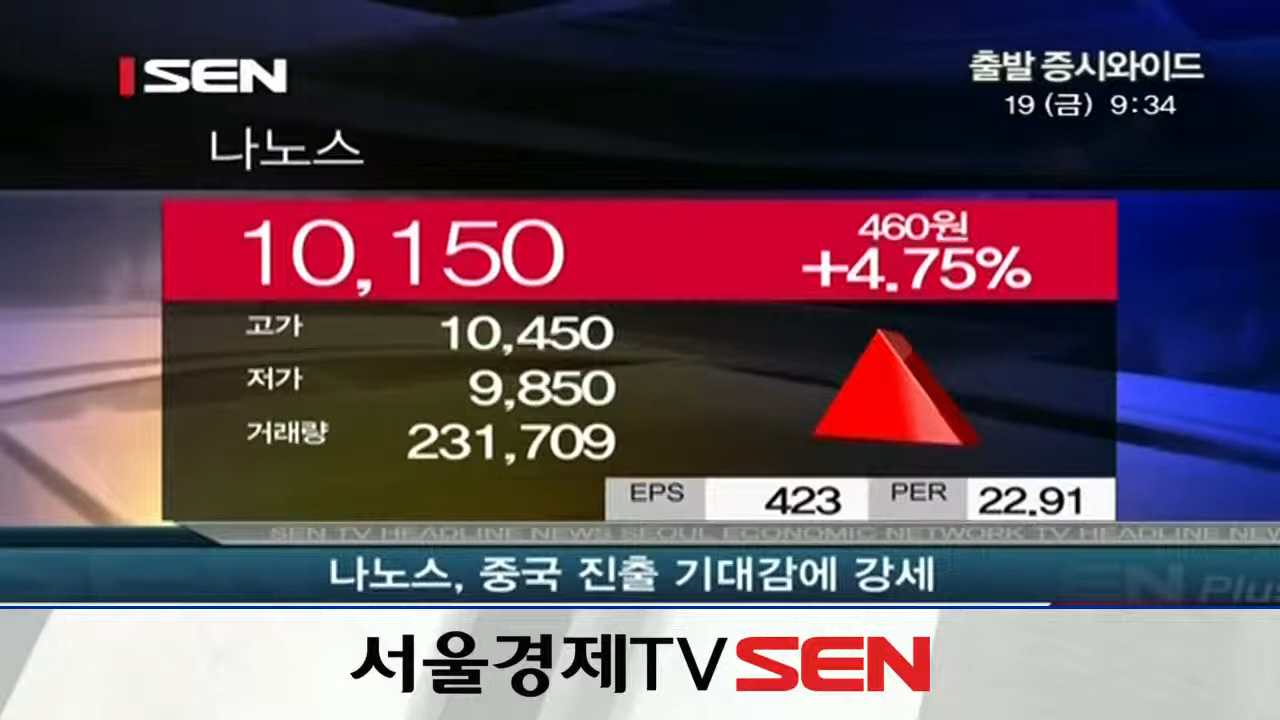 SEN
출발 증시와이드
19 (금) 9:34
나노스
10,150
460원
+4.75%
고가 10,450
저가 9,850
거래량 231,709
EPS 423 PER 22.91
SEN TV HEADLINE NEWS SEOUL ECONOMIC NETWORK TV HEADLINE NEW
나노스, 중국 진출 기대감에 강세
EN Plus
서울경제TV SEN